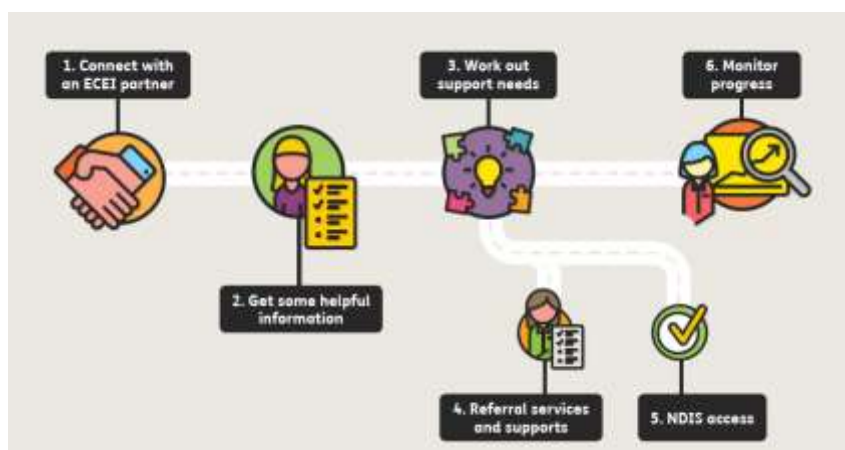 1. Connect with
an ECEI partner
2. Get some helpful
information
3. Work out
support needs
4. Referral services
and supports
5. NDIS access
6. Monitor
progress